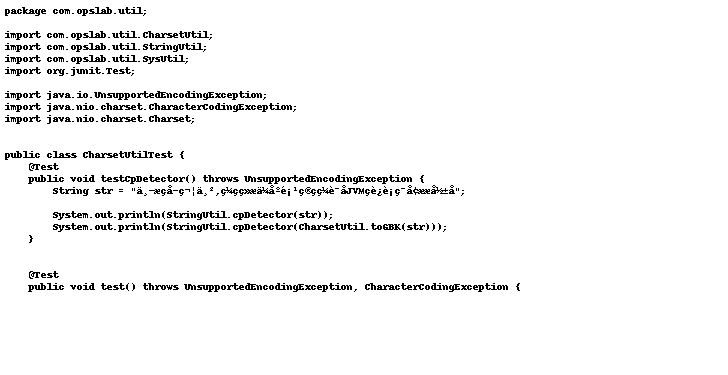 package com.opslab.util;
import com.opslab.util.CharsetUtil;
import com.opslab.util.StringUtil;
import com.opslab.util.SysUtil;
import org.junit.Test;
import java.io.UnsupportedEncodingException;
import java.nio.charset.CharacterCodingException;
import java.nio.charset.Charset;
public class CharsetUtilTest {
@Test
public void testCpDetector() throws UnsupportedEncodingException {
String str =
System.out.println(StringUtil.cpDetector(str));
System.out.println(StringUtil.cpDetector(CharsetUtil.toGBK(str)));
}
@Test
public void test() throws UnsupportedEncodingException, CharacterCodingException {